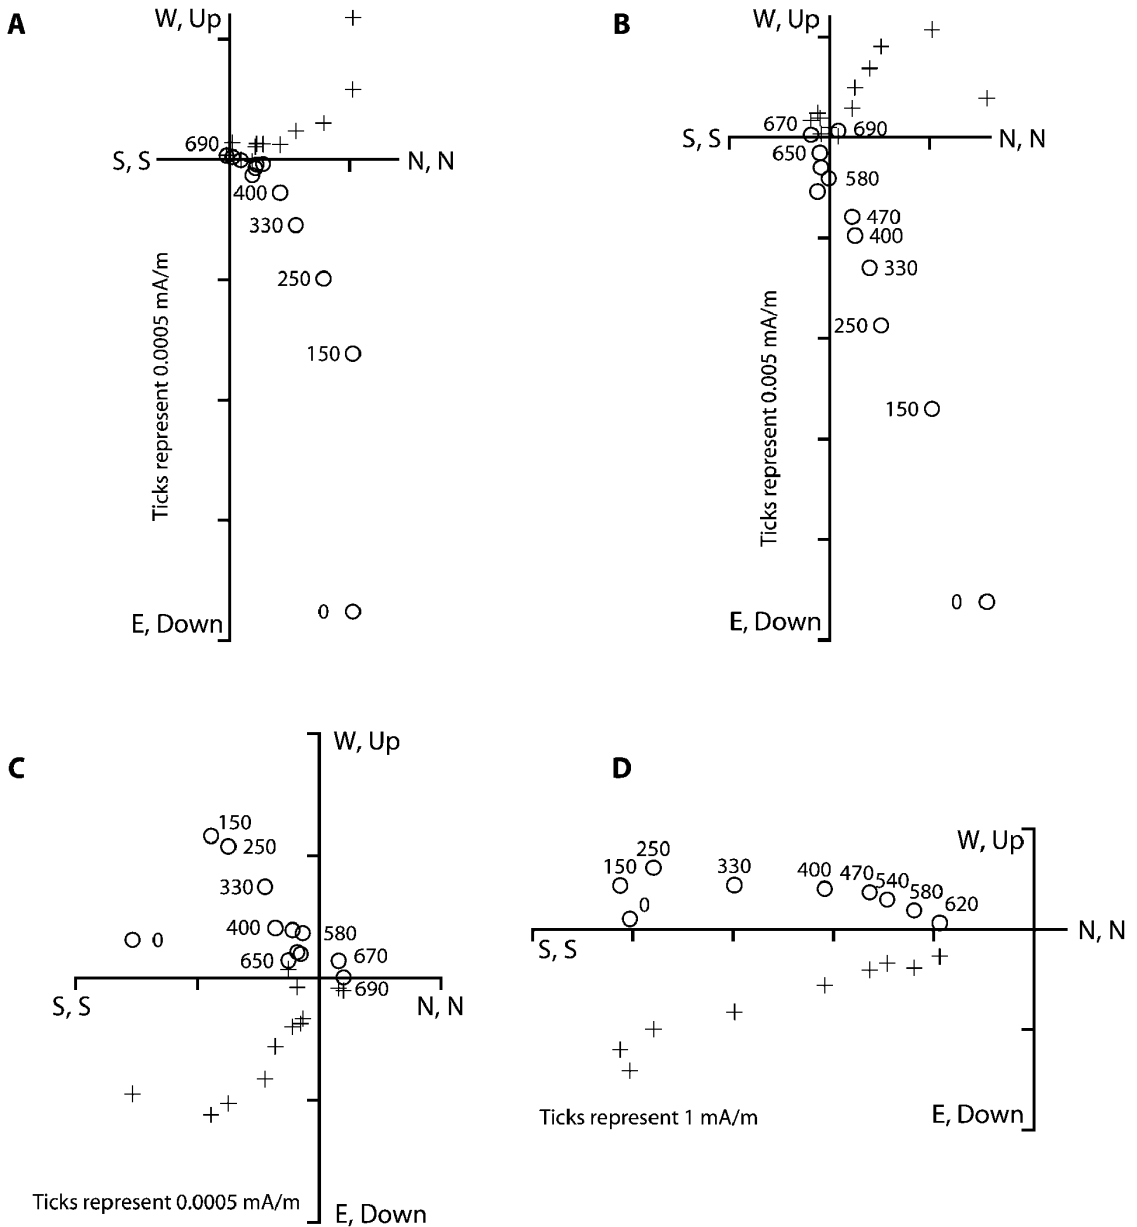 A
W, Up
690
S, S
N, N
400
330
250
150
0
Ticks represent 0.0005 mA/m
E, Down
B
W, Up
670
690
S, S
N, N
650
580
470
400
330
250
150
0
Ticks represent 0.005 mA/m
E, Down
C
W, Up
150
250
330
400
580
0
650
670
690
S, S
N, N
Ticks represent 0.0005 mA/m
E, Down
D
W, Up
250
150
330
400
470
540
580
620
0
N, N
S, S
Ticks represent 1 mA/m
E, Down